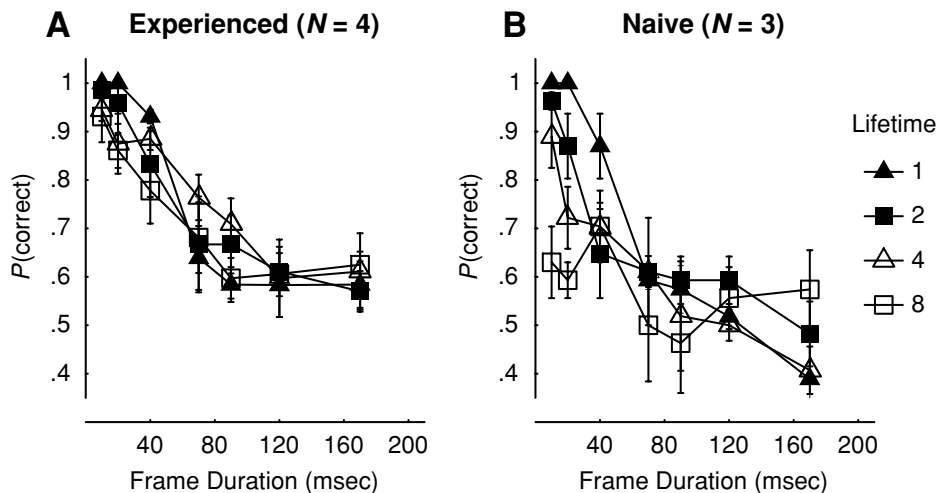 A Experienced (N = 4)
P(correct)
1
.9
.8
.7
.6
.5
.4
40 80 120 160 200
Frame Duration (msec)
B Naive (N = 3)
P(correct)
1
.9
.8
.7
.6
.5
.4
40 80 120 160 200
Frame Duration (msec)
Lifetime
1
2
4
8